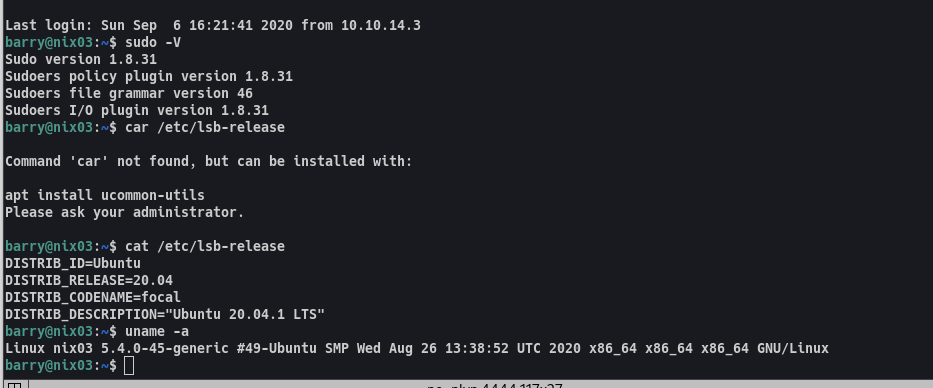 Last login: Sun Sep  6 16:21:41 2020 from 10.10.14.3
barry@nix03:~$ sudo -V
Sudo version 1.8.31
Sudoers policy plugin version 1.8.31
Sudoers file grammar version 46
Sudoers I/O plugin version 1.8.31
barry@nix03:~$ car /etc/lsb-release
Command 'car' not found, but can be installed with:
apt install ucommon-utils
Please ask your administrator.
barry@nix03:~$ cat /etc/lsb-release
DISTRIB_ID=Ubuntu
DISTRIB_RELEASE=20.04
DISTRIB_CODENAME=focal
DISTRIB_DESCRIPTION="Ubuntu 20.04.1 LTS"
barry@nix03:~$ uname -a
Linux nix03 5.4.0-45-generic #49-Ubuntu SMP Wed Aug 26 13:38:52 UTC 2020 x86_64 x86_64 x86_64 GNU/Linux
barry@nix03:~$